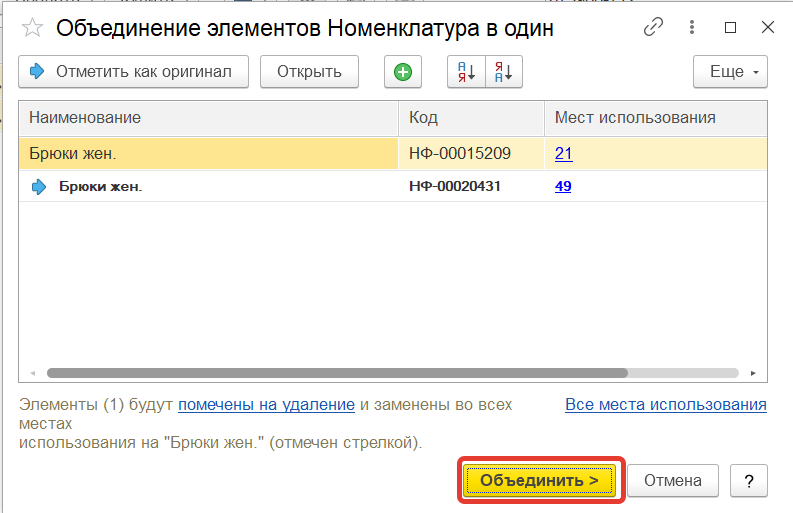 Объединение элементов Номенклатура в один
Отметить как оригинал Открыть Еще
Наименование Код Мест использования
Брюки жен. НФ-00015209 21
Брюки жен. НФ-00020431 49
Элементы (1) будут помечены на удаление и заменены во всех Все места использования
местах
использования на "Брюки жен." (отмечен стрелкой).
Объединить > Отмена ?